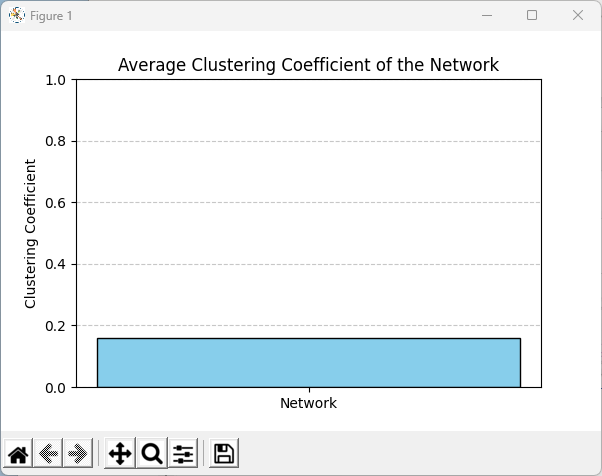 Figure 1
Average Clustering Coefficient of the Network
1.0
0.8
0.6
0.4
0.2
0.0
Clustering Coefficient
Network